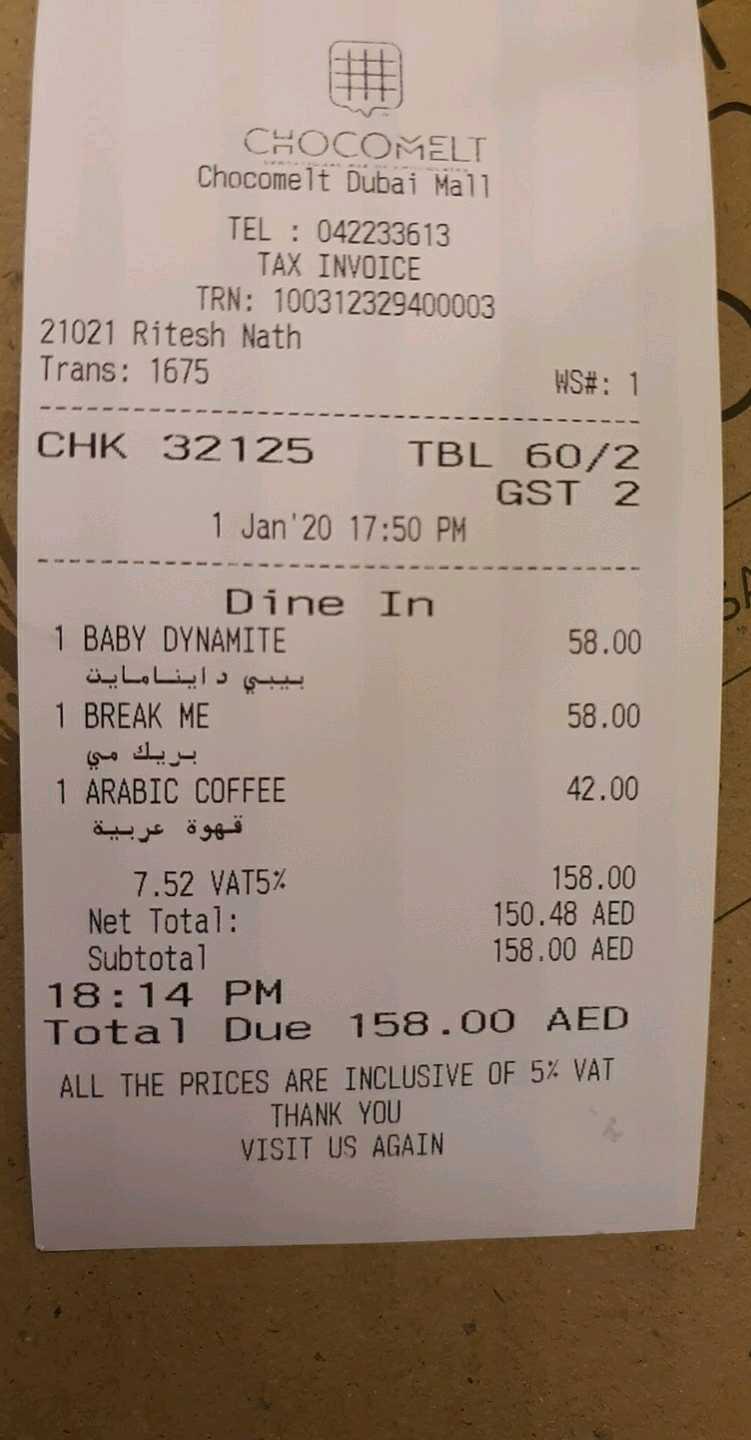 CHOCOMELT
Chocomelt Dubai Mall
TEL : 042233613
TAX INVOICE
TRN: 100312329400003
21021 Ritesh Nath
Trans: 1675 WS#: 1
CHK 32125 TBL 60/2
GST 2
1 Jan'20 17:50 PM
Dine In
1 BABY DYNAMITE 58.00
بيبي داينامايت
1 BREAK ME 58.00
بريك مي
1 ARABIC COFFEE 42.00
قهوة عربية
7.52 VAT5% 158.00
Net Total: 150.48 AED
Subtotal 158.00 AED
18:14 PM
Total Due 158.00 AED
ALL THE PRICES ARE INCLUSIVE OF 5% VAT
THANK YOU
VISIT US AGAIN